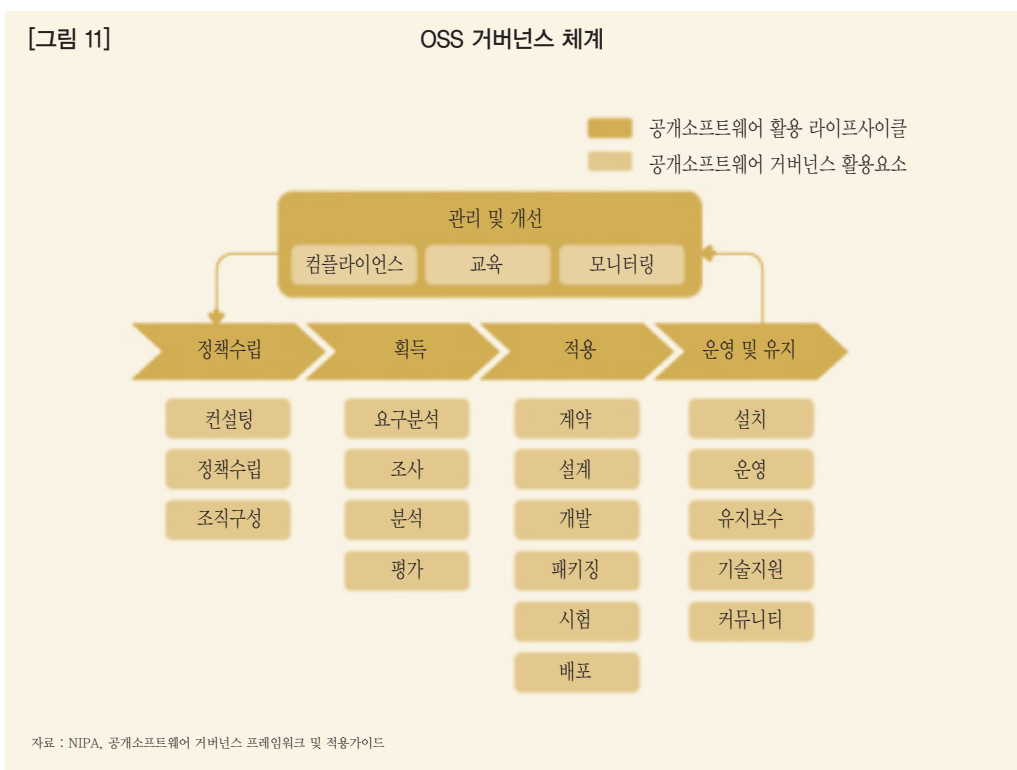 [그림 11] OSS 거버넌스 체계
공개소프트웨어 활용 라이프사이클
공개소프트웨어 거버넌스 활용요소
관리 및 개선
컴플라이언스 교육 모니터링
정책수립 획득 적용 운영 및 유지
컨설팅 요구분석 계약 설치
정책수립 조사 설계 운영
조직구성 분석 개발 유지보수
평가 패키징 기술지원
시험 커뮤니티
배포
자료 : NIPA, 공개소프트웨어 거버넌스 프레임워크 및 적용가이드